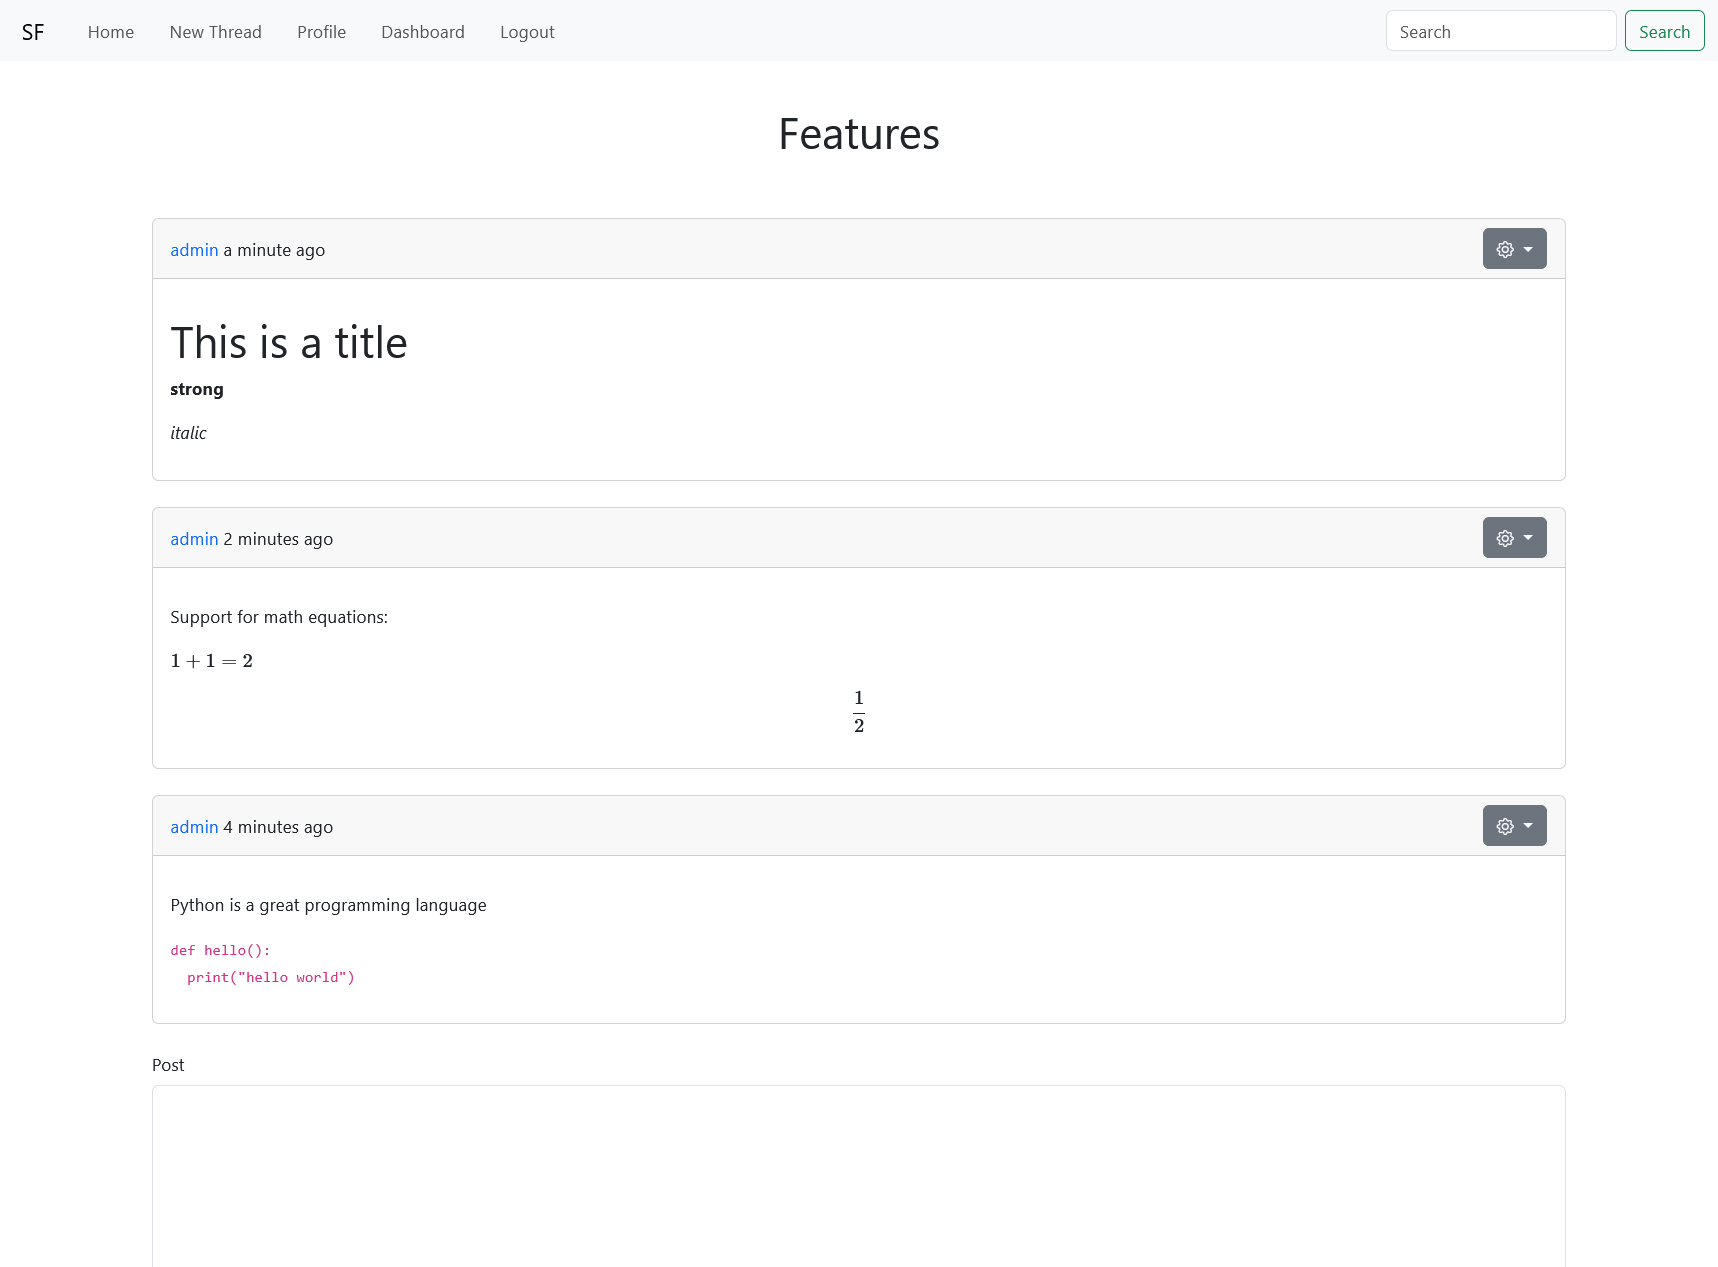 SF Home New Thread Profile Dashboard Logout Search Search
Features
admin a minute ago
This is a title
strong
italic
admin 2 minutes ago
Support for math equations:
1 + 1 = 2
1
2
admin 4 minutes ago
Python is a great programming language
def hello():
  print("hello world")
Post